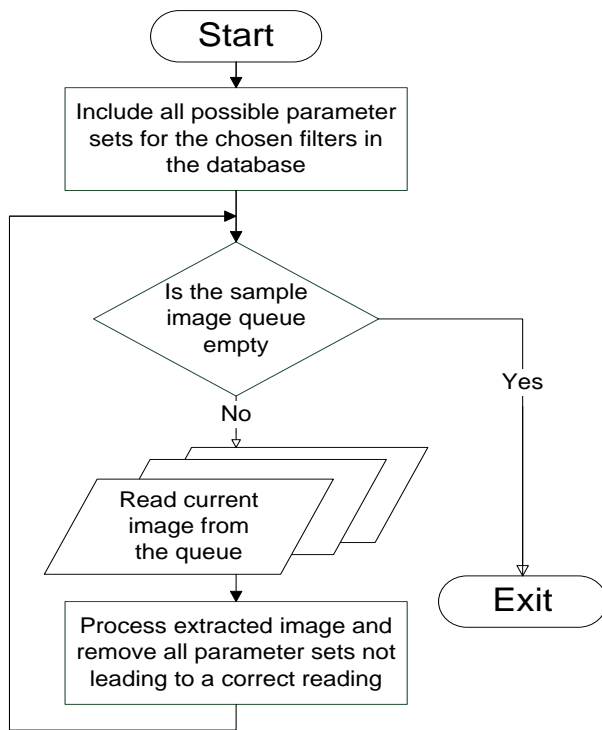 Start
Include all possible parameter
sets for the chosen filters in
the database
Is the sample
image queue
empty
Yes
No
Read current
image from
the queue
Exit
Process extracted image and
remove all parameter sets not
leading to a correct reading